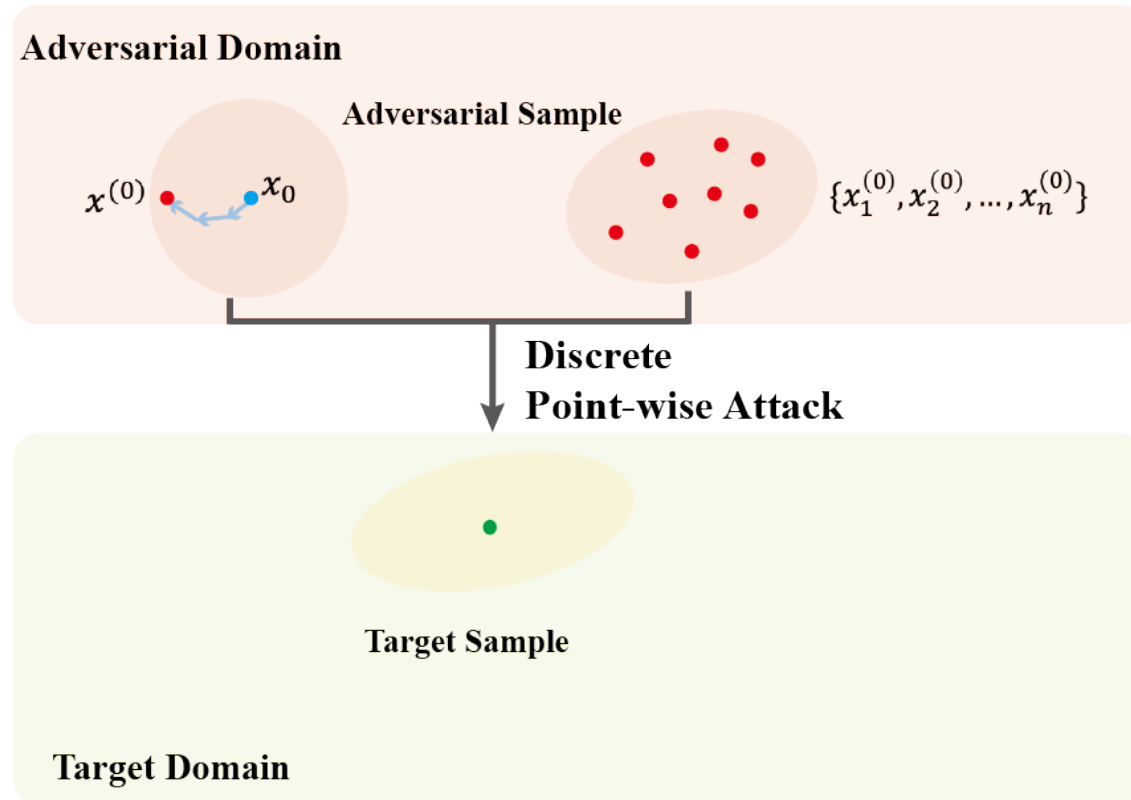 Adversarial Domain
Adversarial Sample
x^{(0)}
x_0
{x_1^{(0)}, x_2^{(0)}, ..., x_n^{(0)}}
Discrete
Point-wise Attack
Target Sample
Target Domain